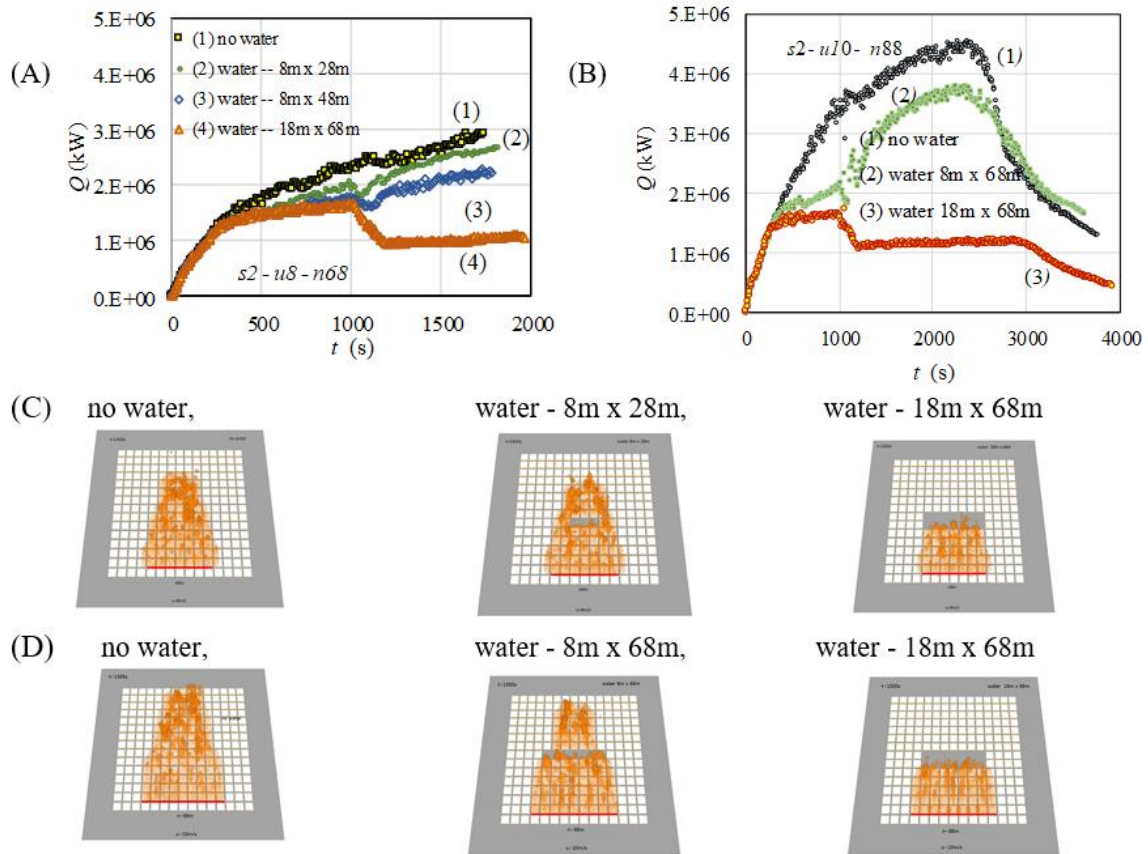 (A)
5.E+06
4.E+06
3.E+06
2.E+06
1.E+06
0.E+00
Q (kW)
(1) no water
(2) water -- 8m x 28m
(3) water -- 8m x 48m
(4) water -- 18m x 68m
(1)
(2)
(3)
(4)
s2 - u8 - n68
0 500 1000 1500 2000
t (s)
(B)
5.E+06
4.E+06
3.E+06
2.E+06
1.E+06
0.E+00
Q (kW)
s2 - u10 - n88
(1)
(2)
(1) no water
(2) water 8m x 68m
(3) water 18m x 68m
(3)
0 1000 2000 3000 4000
t (s)
(C)
no water,
water - 8m x 28m,
water - 18m x 68m
(D)
no water,
water - 8m x 68m,
water - 18m x 68m
no water